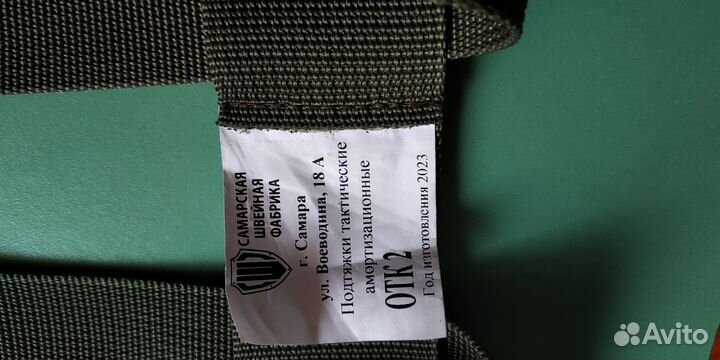 САМАРСКАЯ
ШВЕЙНАЯ
ФАБРИКА
г. Самара
ул. Воеводина, 18 А
Подтяжки тактические
амортизационные
ОТК 2
Год изготовления 2023
Avito